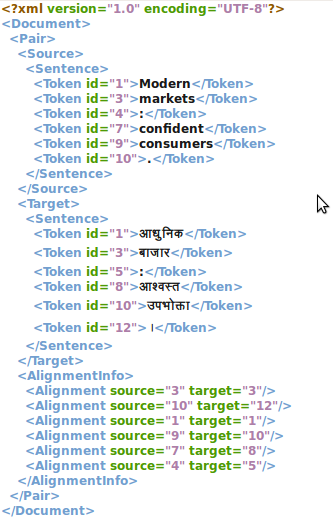 <?xml version="1.0" encoding="UTF-8"?>
<Document>
<Pair>
<Source>
<Sentence>
<Token id="1">Modern</Token>
<Token id="3">markets</Token>
<Token id="4">:</Token>
<Token id="7">confident</Token>
<Token id="9">consumers</Token>
<Token id="10">.</Token>
</Sentence>
</Source>
<Target>
<Sentence>
<Token id="1">आधुनिक</Token>
<Token id="3">बाजार</Token>
<Token id="5">:</Token>
<Token id="8">आश्वस्त</Token>
<Token id="10">उपभोक्ता</Token>
<Token id="12"> ।</Token>
</Sentence>
</Target>
<AlignmentInfo>
<Alignment source="3" target="3"/>
<Alignment source="10" target="12"/>
<Alignment source="1" target="1"/>
<Alignment source="9" target="10"/>
<Alignment source="7" target="8"/>
<Alignment source="4" target="5"/>
</AlignmentInfo>
</Pair>
</Document>